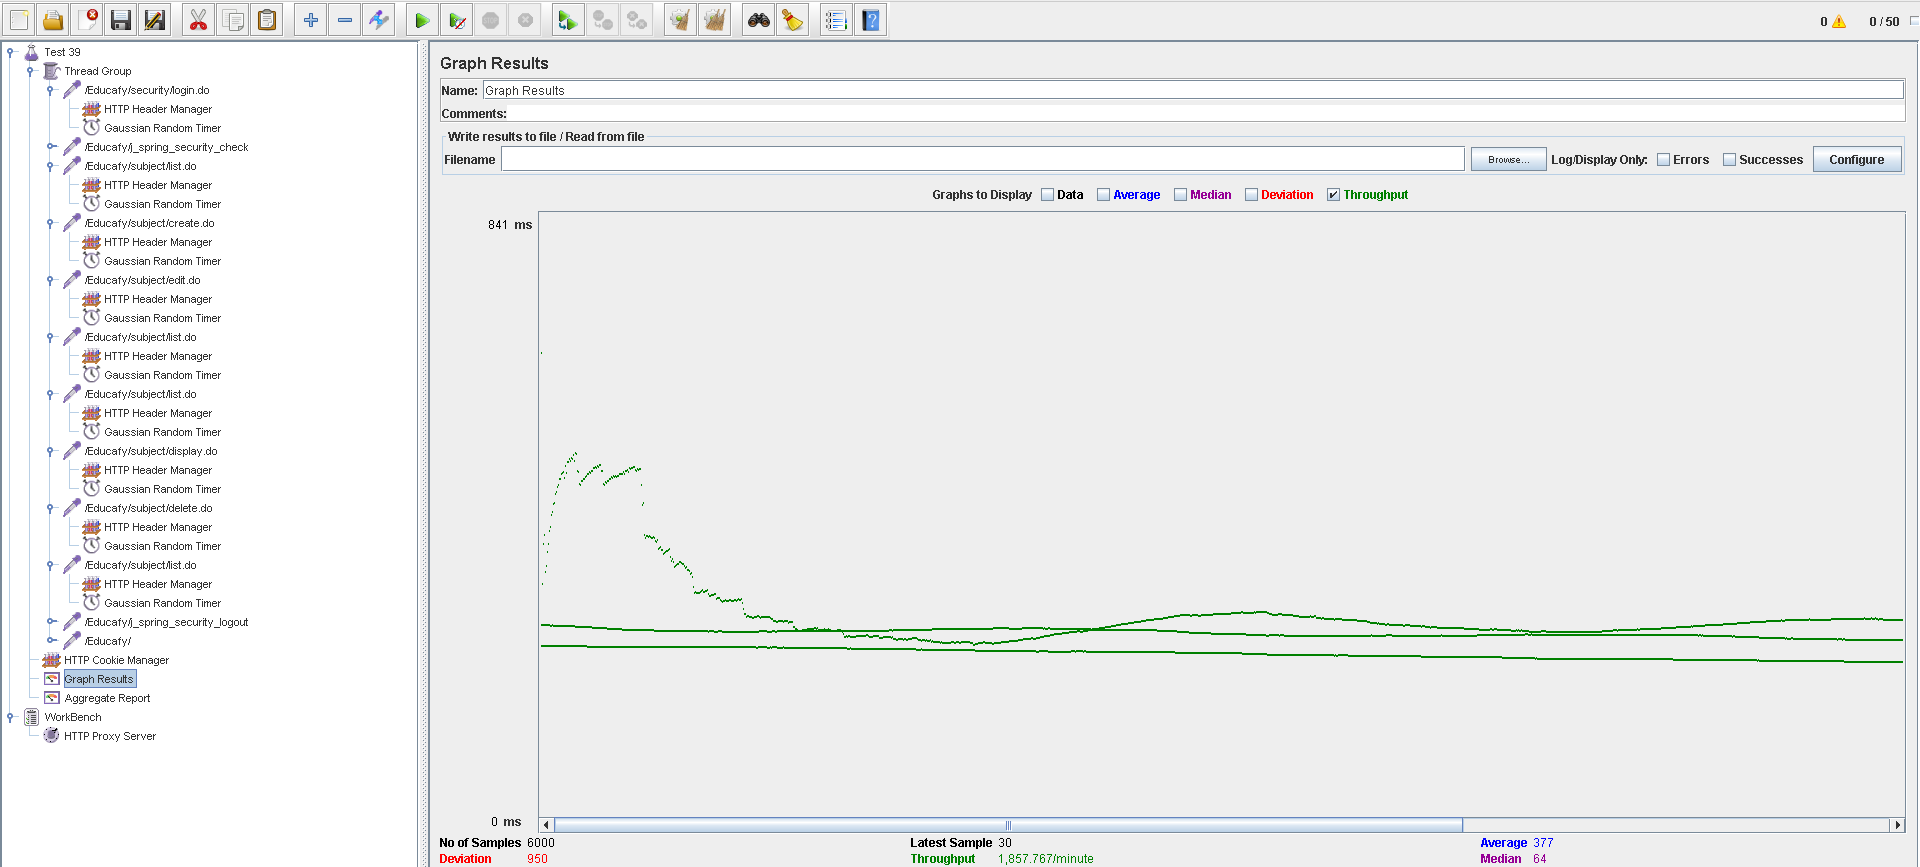 0
0 / 50
Test 39
Thread Group
/Educafy/security/login.do
HTTP Header Manager
Gaussian Random Timer
/Educafy/j_spring_security_check
/Educafy/subject/list.do
HTTP Header Manager
Gaussian Random Timer
/Educafy/subject/create.do
HTTP Header Manager
Gaussian Random Timer
/Educafy/subject/edit.do
HTTP Header Manager
Gaussian Random Timer
/Educafy/subject/list.do
HTTP Header Manager
Gaussian Random Timer
/Educafy/subject/list.do
HTTP Header Manager
Gaussian Random Timer
/Educafy/subject/display.do
HTTP Header Manager
Gaussian Random Timer
/Educafy/subject/delete.do
HTTP Header Manager
Gaussian Random Timer
/Educafy/subject/list.do
HTTP Header Manager
Gaussian Random Timer
/Educafy/j_spring_security_logout
/Educafy/
HTTP Cookie Manager
Graph Results
Aggregate Report
WorkBench
HTTP Proxy Server
Graph Results
Name: Graph Results
Comments:
Write results to file / Read from file
Filename Browse... Log/Display Only: Errors Successes Configure
Graphs to Display Data Average Median Deviation Throughput
841 ms
0 ms
No of Samples 6000 Latest Sample 30 Average 377
Deviation 950 Throughput 1,857.767/minute Median 64